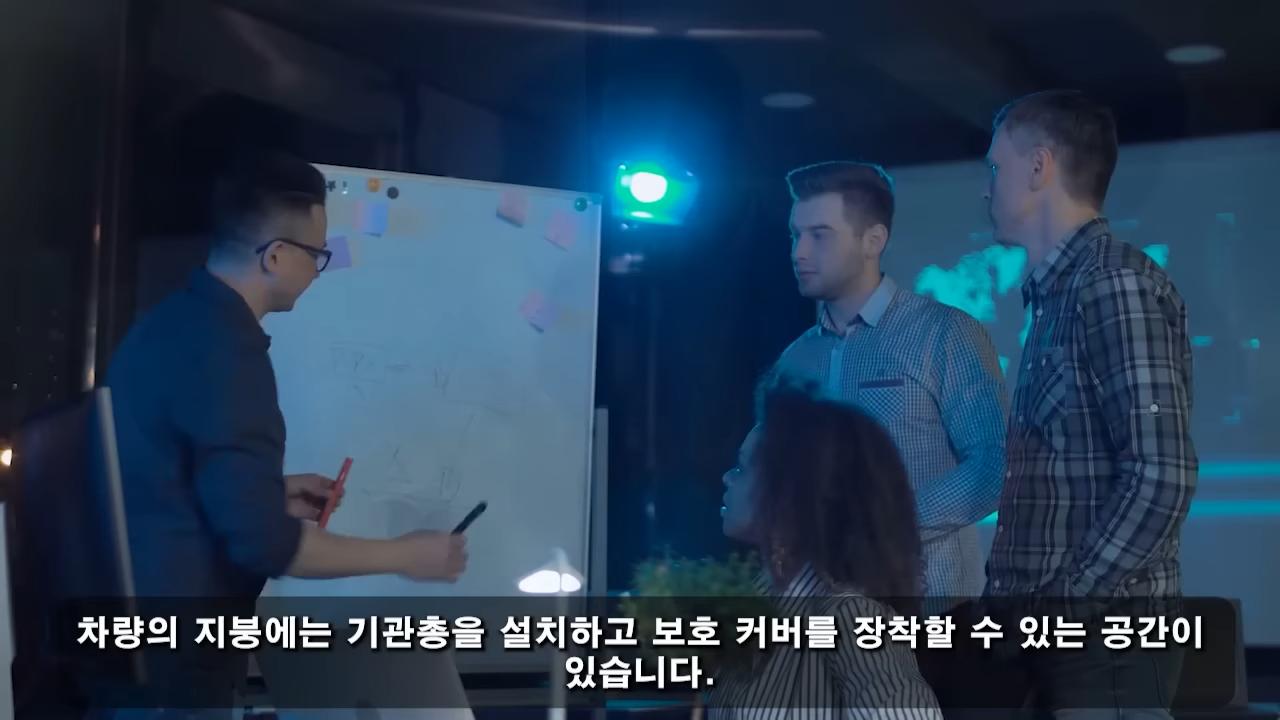 차량의 지붕에는 기관총을 설치하고 보호 커버를 장착할 수 있는 공간이
있습니다.